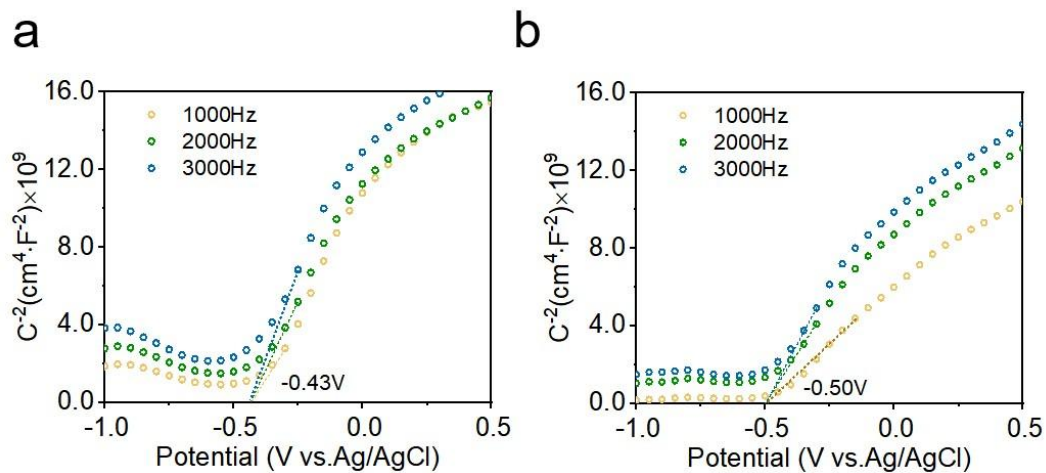 a
16.0
12.0
8.0
4.0
0.0
C⁻²(cm⁴·F⁻²)×10⁹
1000Hz
2000Hz
3000Hz
-0.43V
-1.0 -0.5 0.0 0.5
Potential (V vs.Ag/AgCl)
b
16.0
12.0
8.0
4.0
0.0
C⁻²(cm⁴·F⁻²)×10⁹
1000Hz
2000Hz
3000Hz
-0.50V
-1.0 -0.5 0.0 0.5
Potential (V vs.Ag/AgCl)